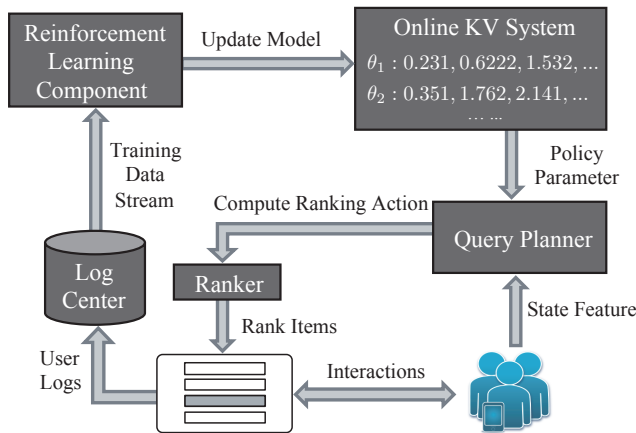 Reinforcement
Learning
Component
Update Model
Online KV System
θ₁ : 0.231, 0.6222, 1.532, ...
θ₂ : 0.351, 1.762, 2.141, ...
... ...
Training
Data
Stream
Policy
Parameter
Compute Ranking Action
Query Planner
Log
Center
Ranker
Rank Items
State Feature
User
Logs
Interactions